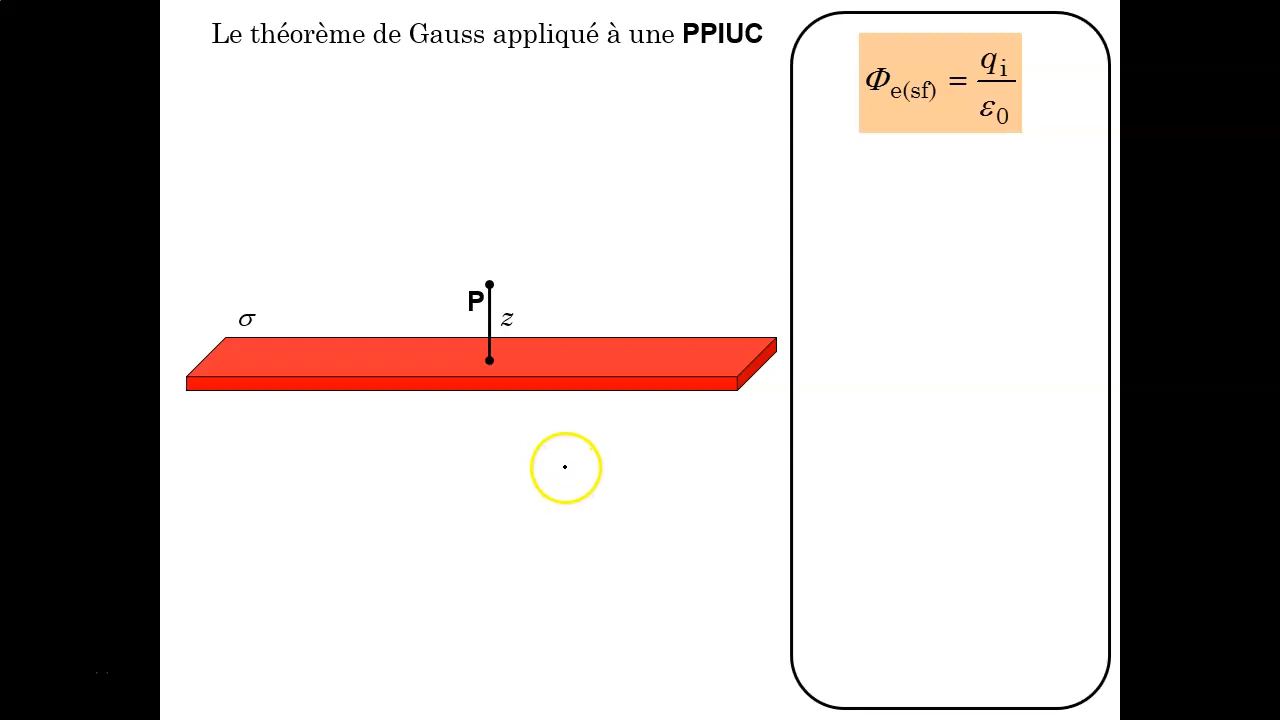 Le théorème de Gauss appliqué à une PPIUC
Φe(sf) = qi/ε0
P
z
σ